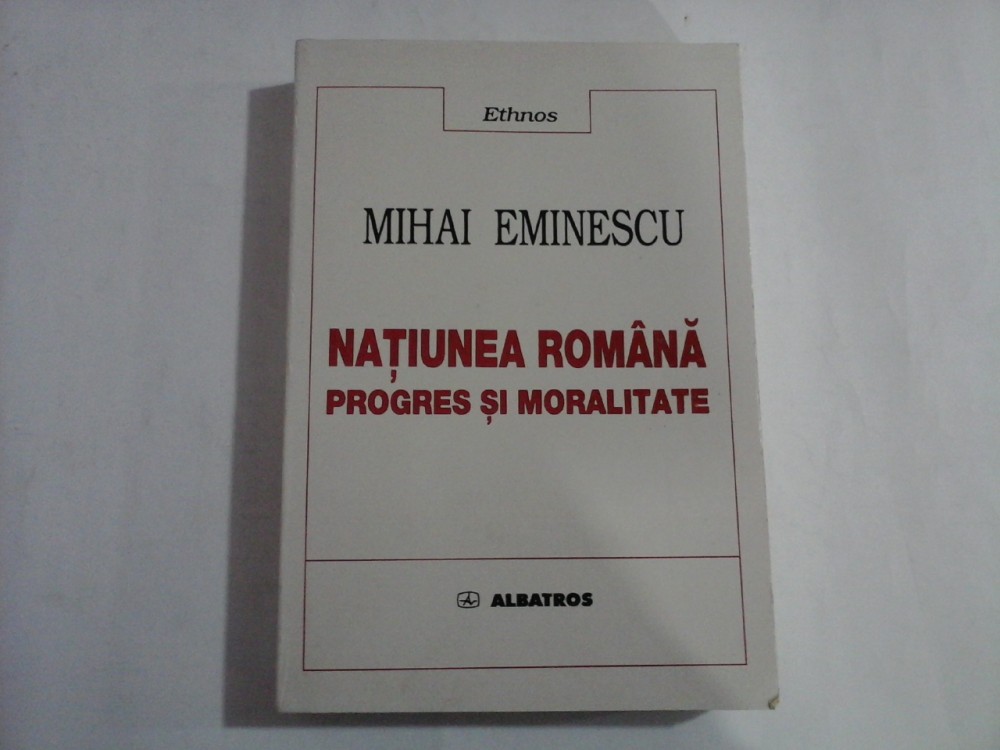 Ethnos
MIHAI EMINESCU
NAȚIUNEA ROMÂNĂ
PROGRES ȘI MORALITATE
ALBATROS